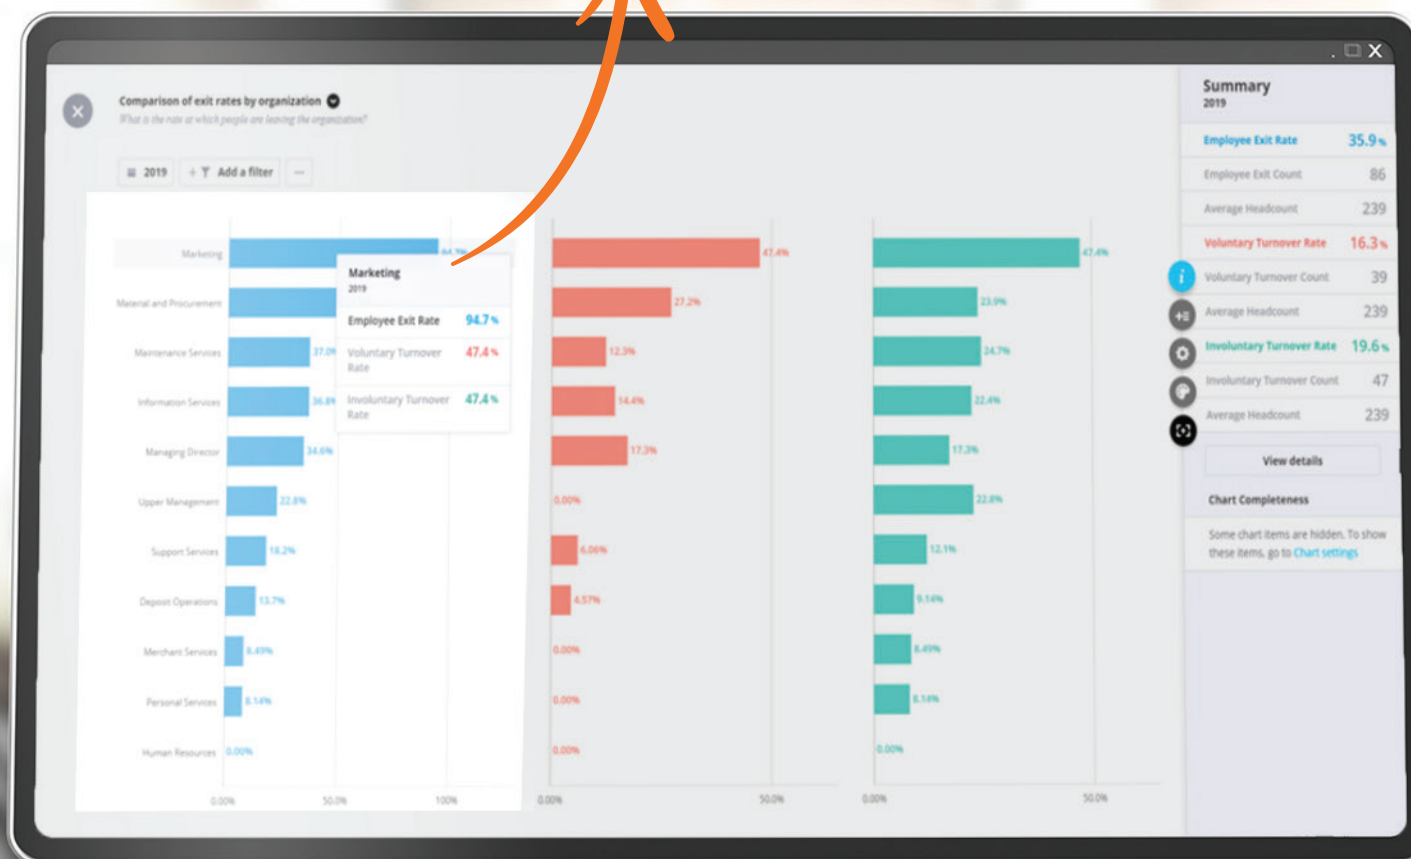 X
Comparison of exit rates by organization
What is the rate at which people are leaving the organization?
2019
+ Add a filter
Marketing
Material and Procurement
Maintenance Services
37.0%
Information Services
36.8%
Managing Director
34.6%
Upper Management
22.8%
Support Services
18.2%
Deposit Operations
13.7%
Merchant Services
8.49%
Personal Services
8.14%
Human Resources
0.00%
0.00%
50.0%
100%
Marketing
2019
Employee Exit Rate 94.7%
Voluntary Turnover 47.4%
Rate
Involuntary Turnover 47.4%
Rate
47.4%
27.2%
12.3%
14.4%
17.3%
0.00%
6.06%
4.57%
0.00%
0.00%
0.00%
0.00%
50.0%
47.4%
23.9%
24.7%
22.4%
17.3%
22.8%
12.1%
9.14%
8.49%
8.14%
0.00%
0.00%
50.0%
Summary
2019
Employee Exit Rate 35.9%
Employee Exit Count 86
Average Headcount 239
Voluntary Turnover Rate 16.3%
Voluntary Turnover Count 39
Average Headcount 239
Involuntary Turnover Rate 19.6%
Involuntary Turnover Count 47
Average Headcount 239
View details
Chart Completeness
Some chart items are hidden. To show
these items, go to Chart settings